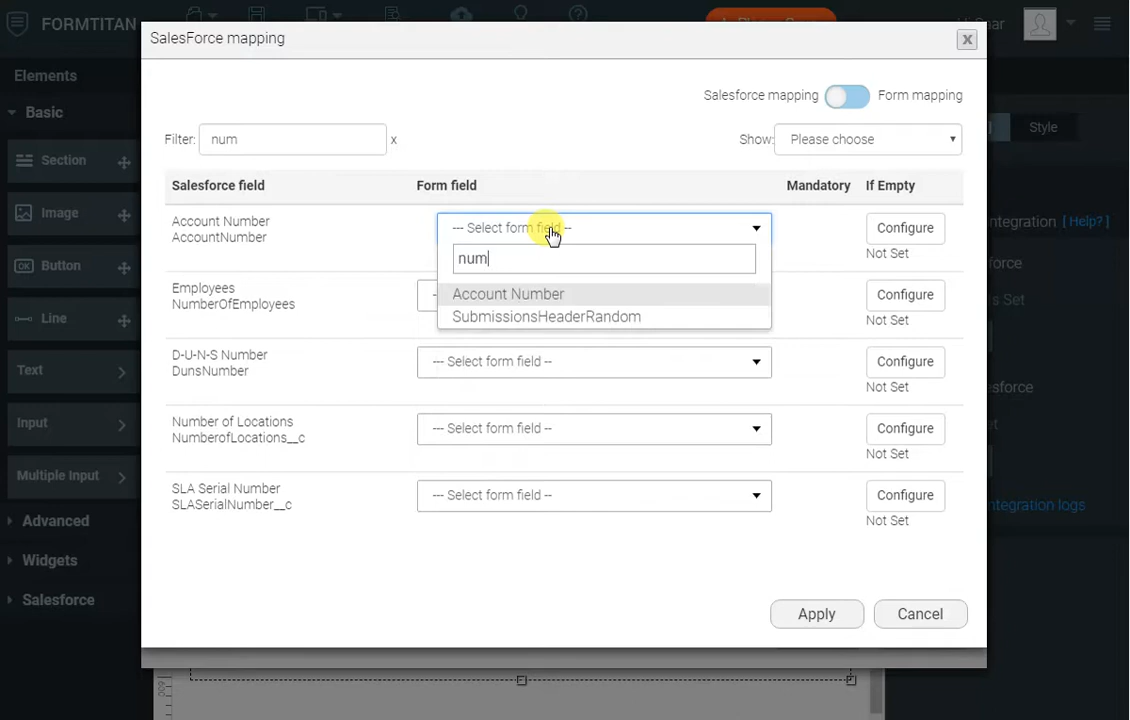 FORMTITAN
SalesForce mapping
X
Elements
Salesforce mapping
Form mapping
Basic
Style
Filter:
num
x
Show:
Please choose
Section
Salesforce field
Form field
Mandatory
If Empty
Image
Account Number
AccountNumber
--- Select form field --
Configure
Not Set
ntegration
[ Help? ]
num
Button
Account Number
SubmissionsHeaderRandom
Employees
NumberOfEmployees
Configure
Not Set
Line
D-U-N-S Number
DunsNumber
--- Select form field --
Configure
Not Set
Text
Input
Number of Locations
NumberofLocations__c
--- Select form field --
Configure
Not Set
Multiple Input
SLA Serial Number
SLASerialNumber__c
--- Select form field --
Configure
Not Set
ntegration logs
Advanced
Widgets
Salesforce
Apply
Cancel